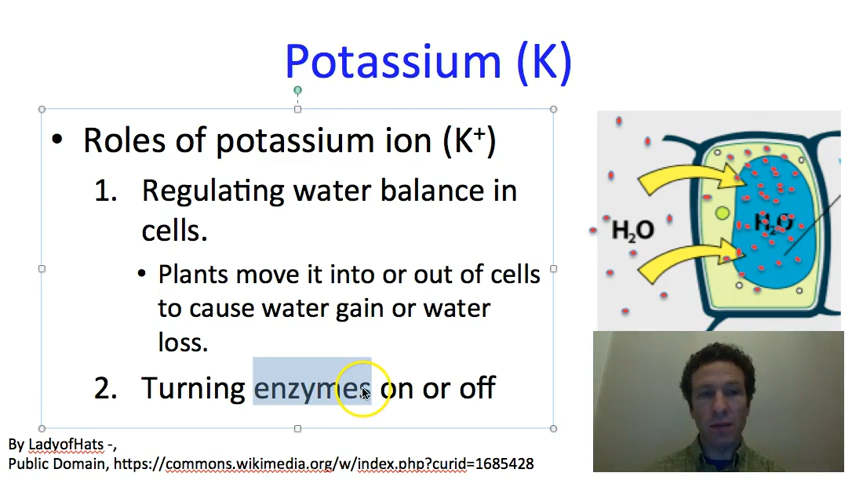 Potassium (K)
• Roles of potassium ion (K⁺)
1. Regulating water balance in
cells.
• Plants move it into or out of cells
to cause water gain or water
loss.
2. Turning enzymes on or off
H₂O
H₂O
By LadyofHats -,
Public Domain, https://commons.wikimedia.org/w/index.php?curid=1685428